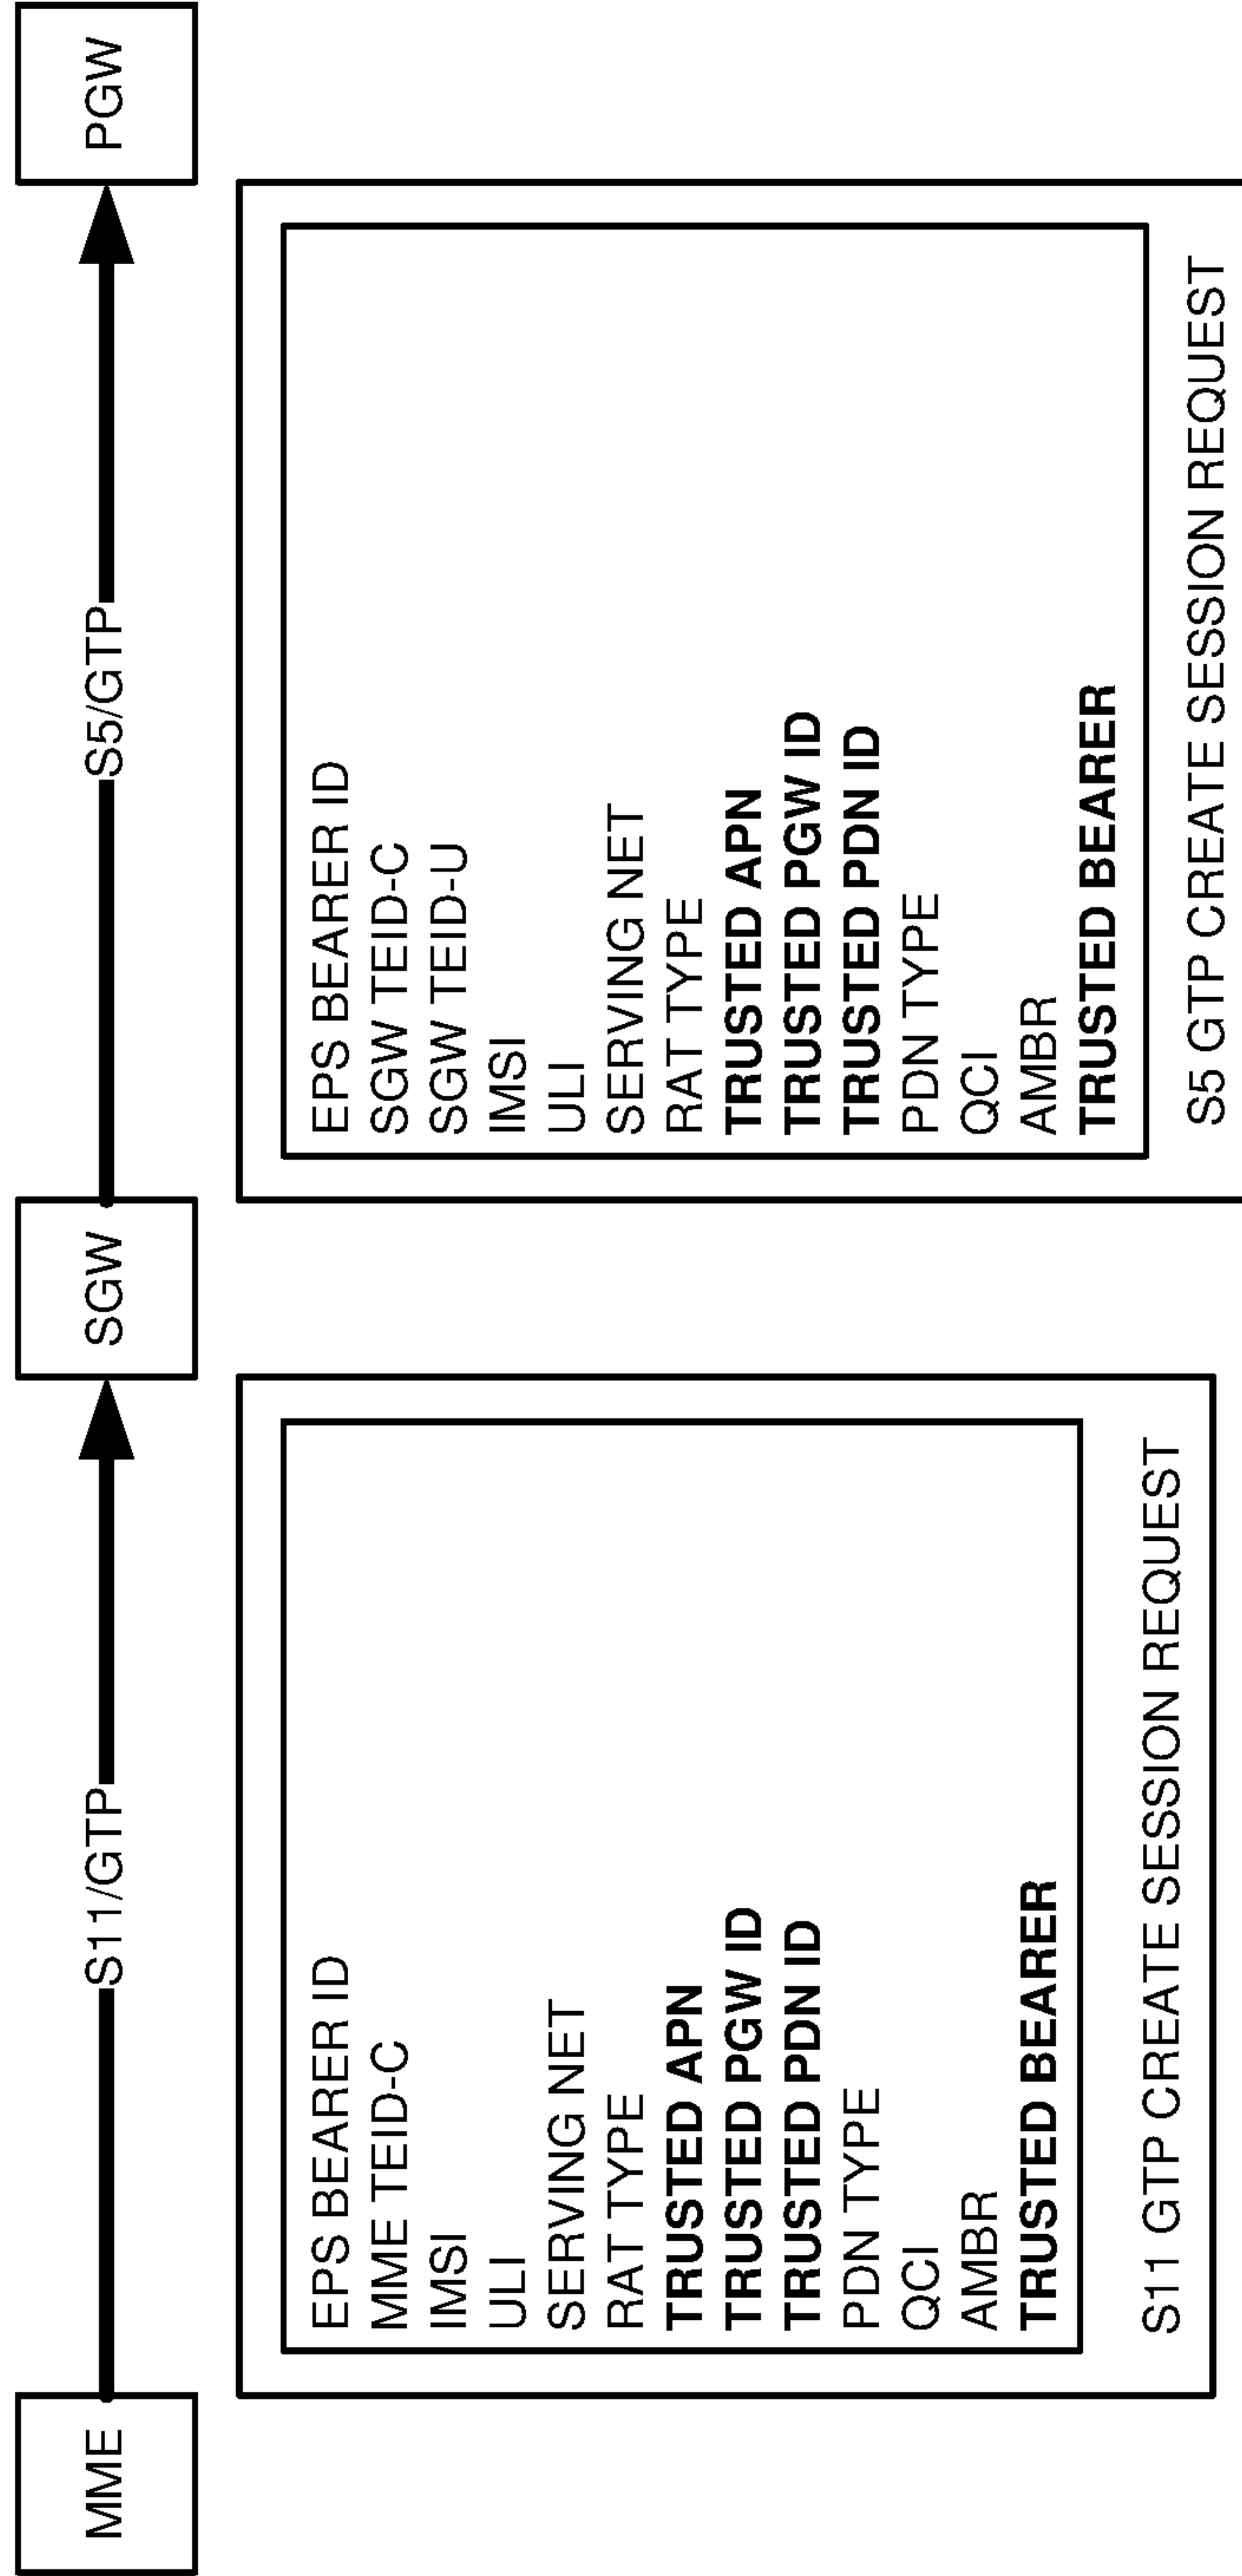 MME
S11/GTP
SGW
S5/GTP
PGW
EPS BEARER ID
MME TEID-C
IMSI
ULI
SERVING NET
RAT TYPE
TRUSTED APN
TRUSTED PGW ID
TRUSTED PDN ID
PDN TYPE
QCI
AMBR
TRUSTED BEARER
S11 GTP CREATE SESSION REQUEST
EPS BEARER ID
SGW TEID-C
SGW TEID-U
IMSI
ULI
SERVING NET
RAT TYPE
TRUSTED APN
TRUSTED PGW ID
TRUSTED PDN ID
PDN TYPE
QCI
AMBR
TRUSTED BEARER
S5 GTP CREATE SESSION REQUEST